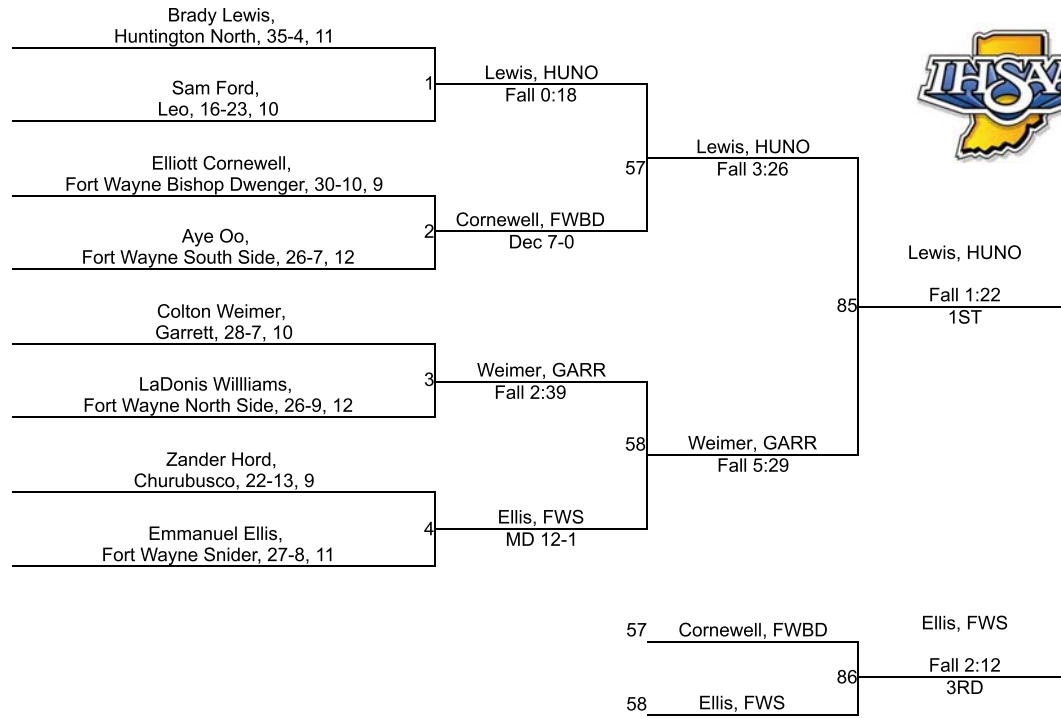 Brady Lewis,
Huntington North, 35-4, 11
Sam Ford,
Leo, 16-23, 10
1
Lewis, HUNO
Fall 0:18
Elliott Cornewell,
Fort Wayne Bishop Dwenger, 30-10, 9
Aye Oo,
Fort Wayne South Side, 26-7, 12
2
Cornewell, FWBD
Dec 7-0
57
Lewis, HUNO
Fall 3:26
Colton Weimer,
Garrett, 28-7, 10
LaDonis Willliams,
Fort Wayne North Side, 26-9, 12
3
Weimer, GARR
Fall 2:39
Zander Hord,
Churubusco, 22-13, 9
Emmanuel Ellis,
Fort Wayne Snider, 27-8, 11
4
Ellis, FWS
MD 12-1
58
Weimer, GARR
Fall 5:29
85
Lewis, HUNO
Fall 1:22
1ST
57
Cornewell, FWBD
58
Ellis, FWS
86
Ellis, FWS
Fall 2:12
3RD
IHSAA